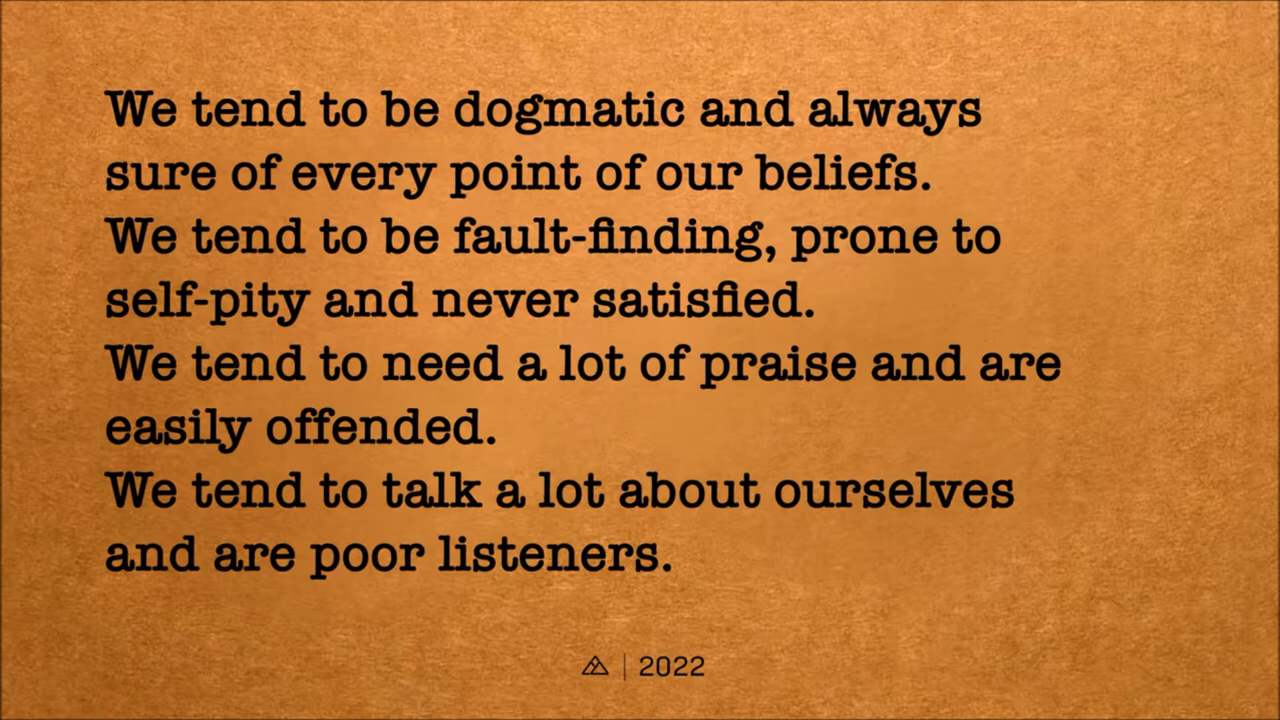 We tend to be dogmatic and always
sure of every point of our beliefs.
We tend to be fault-finding, prone to
self-pity and never satisfied.
We tend to need a lot of praise and are
easily offended.
We tend to talk a lot about ourselves
and are poor listeners.
2022